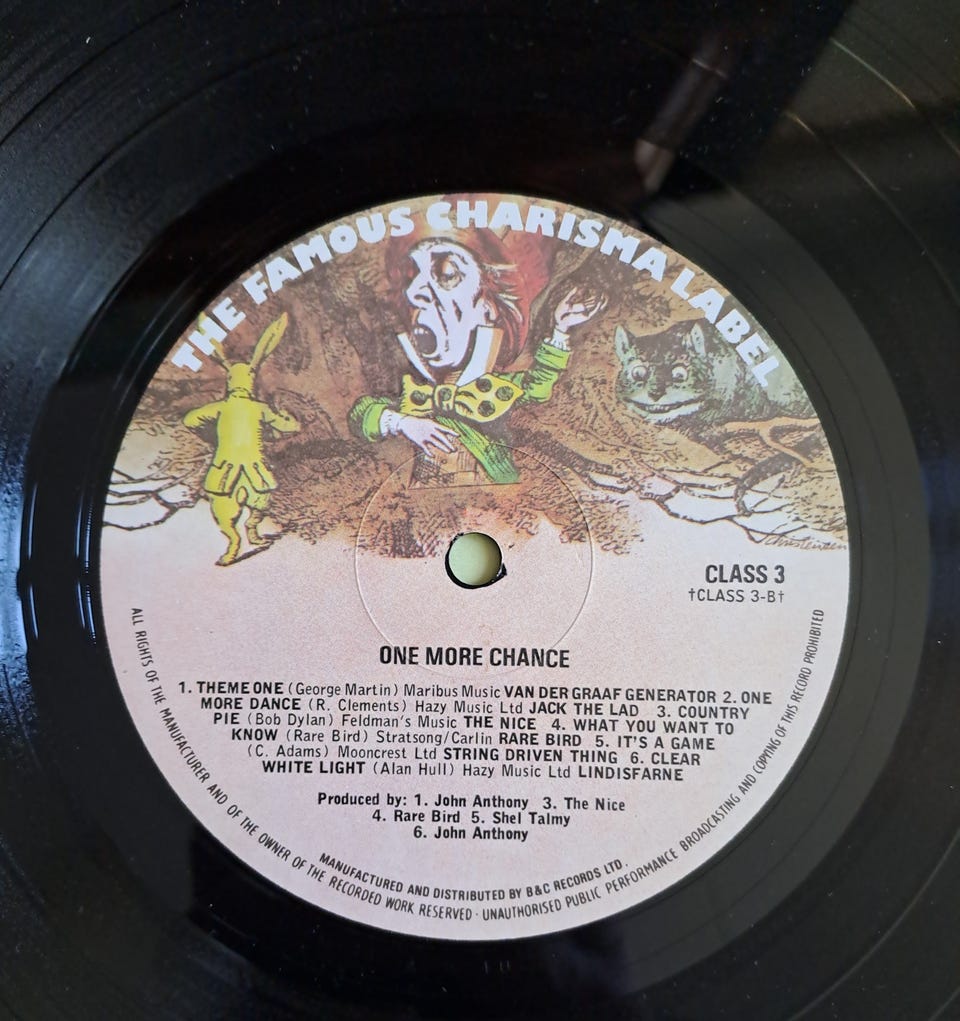 THE FAMOUS CHARISMA LABEL
Christensen
CLASS 3
†CLASS 3-B†
ONE MORE CHANCE
1. THEME ONE (George Martin) Maribus Music VAN DER GRAAF GENERATOR 2. ONE
MORE DANCE (R. Clements) Hazy Music Ltd JACK THE LAD 3. COUNTRY
PIE (Bob Dylan) Feldman's Music THE NICE 4. WHAT YOU WANT TO
KNOW (Rare Bird) Stratsong/Carlin RARE BIRD 5. IT'S A GAME
(C. Adams) Mooncrest Ltd STRING DRIVEN THING 6. CLEAR
WHITE LIGHT (Alan Hull) Hazy Music Ltd LINDISFARNE
Produced by: 1. John Anthony 3. The Nice
4. Rare Bird 5. Shel Talmy
6. John Anthony
MANUFACTURED AND DISTRIBUTED BY B&C RECORDS LTD.
ALL RIGHTS OF THE MANUFACTURER AND OF THE OWNER OF THE RECORDED WORK RESERVED · UNAUTHORISED PUBLIC PERFORMANCE BROADCASTING AND COPYING OF THIS RECORD PROHIBITED